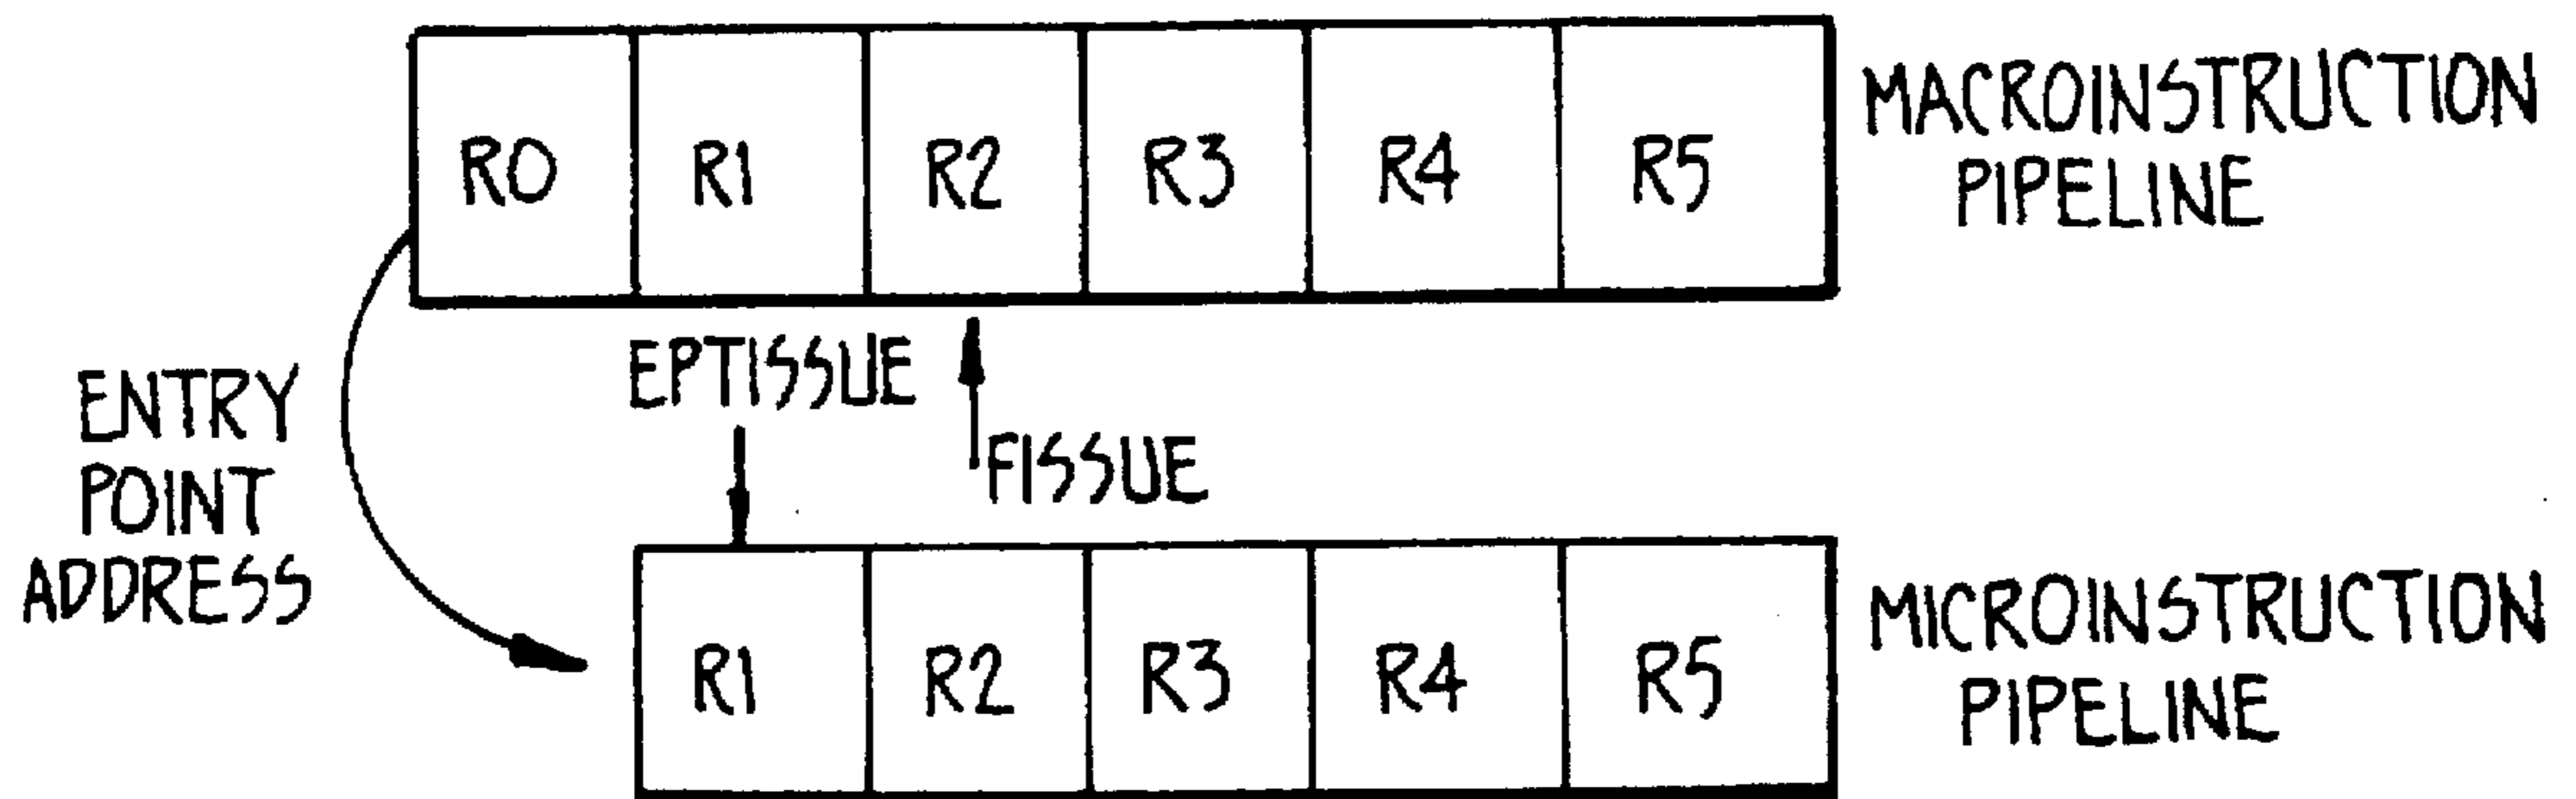 R0 R1 R2 R3 R4 R5
MACROINSTRUCTION
PIPELINE
EPTISSUE
FISSUE
ENTRY
POINT
ADDRESS
R1 R2 R3 R4 R5
MICROINSTRUCTION
PIPELINE